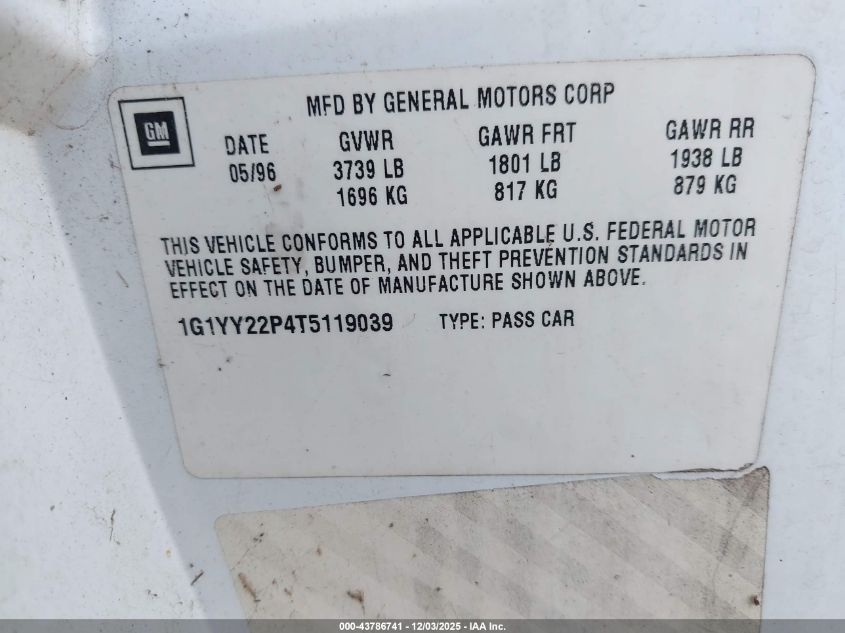 MFD BY GENERAL MOTORS CORP
GM
DATE GVWR GAWR FRT GAWR RR
05/96 3739 LB 1801 LB 1938 LB
1696 KG 817 KG 879 KG
THIS VEHICLE CONFORMS TO ALL APPLICABLE U.S. FEDERAL MOTOR
VEHICLE SAFETY, BUMPER, AND THEFT PREVENTION STANDARDS IN
EFFECT ON THE DATE OF MANUFACTURE SHOWN ABOVE.
1G1YY22P4T5119039 TYPE: PASS CAR
000-43786741 - 12/03/2025 - IAA Inc.